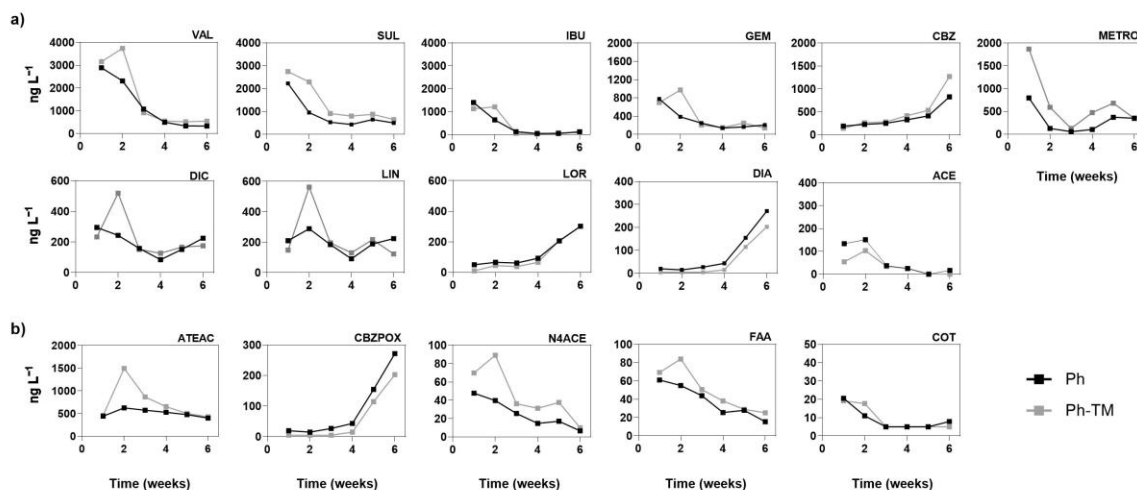 a)
VAL
SUL
IBU
GEM
CBZ
METRO
ng L⁻¹
4000 3000 2000 1000 0
4000 3000 2000 1000 0
4000 3000 2000 1000 0
2000 1600 1200 800 400 0
2000 1500 1000 500 0
2000 1500 1000 500 0
0 2 4 6
0 2 4 6
0 2 4 6
0 2 4 6
0 2 4 6
0 2 4 6
Time (weeks)
DIC
LIN
LOR
DIA
ACE
ng L⁻¹
600 400 200 0
600 400 200 0
600 400 200 0
400 300 200 100 0
400 300 200 100 0
0 2 4 6
0 2 4 6
0 2 4 6
0 2 4 6
0 2 4 6
b)
ATEAC
CBZPOX
N4ACE
FAA
COT
ng L⁻¹
2000 1500 1000 500 0
300 200 100 0
100 80 60 40 20 0
100 80 60 40 20 0
50 40 30 20 10 0
0 2 4 6
0 2 4 6
0 2 4 6
0 2 4 6
0 2 4 6
Time (weeks)
Time (weeks)
Time (weeks)
Time (weeks)
Time (weeks)
Ph
Ph-TM